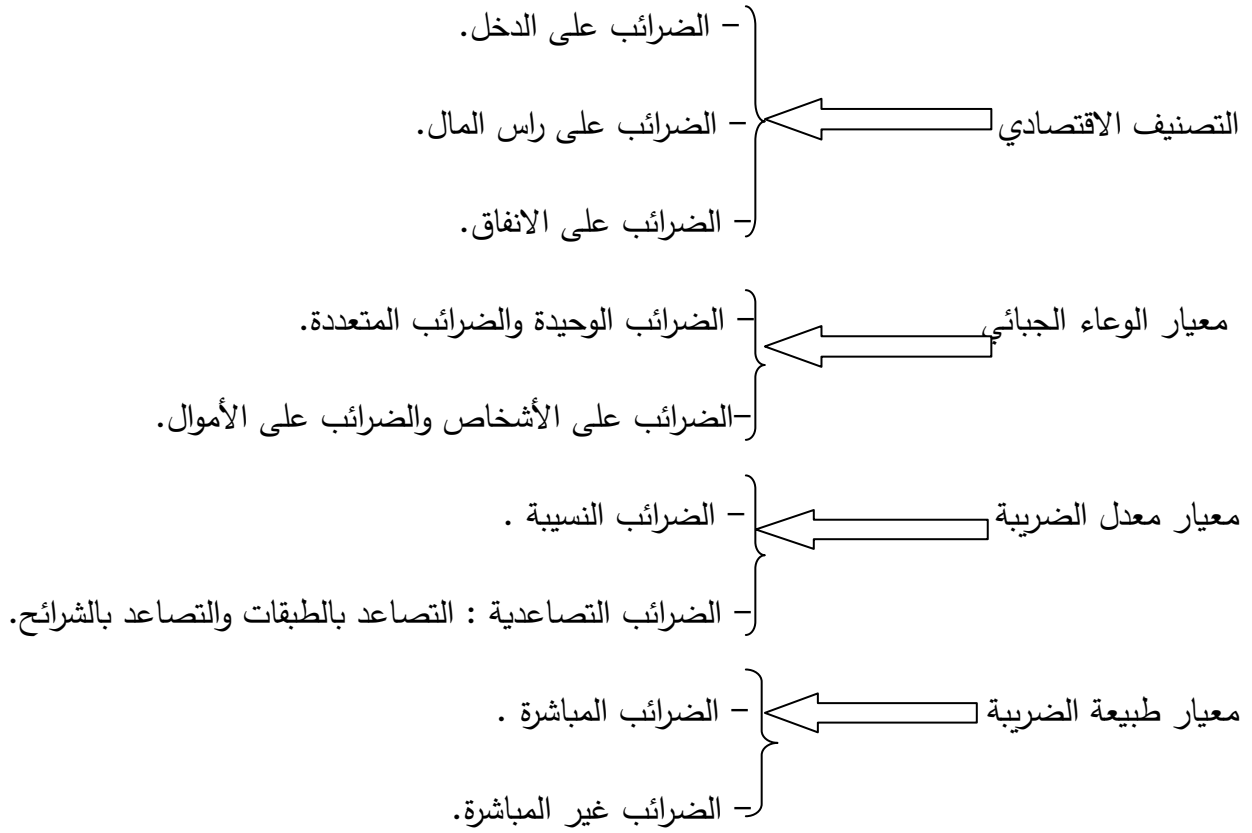 – الضرائب على الدخل.
التصنيف الاقتصادي – الضرائب على راس المال.
– الضرائب على الانفاق.
معيار الوعاء الجبائي – الضرائب الوحيدة والضرائب المتعددة.
–الضرائب على الأشخاص والضرائب على الأموال.
معيار معدل الضريبة – الضرائب النسيبة .
– الضرائب التصاعدية : التصاعد بالطبقات والتصاعد بالشرائح.
معيار طبيعة الضريبة – الضرائب المباشرة .
– الضرائب غير المباشرة.